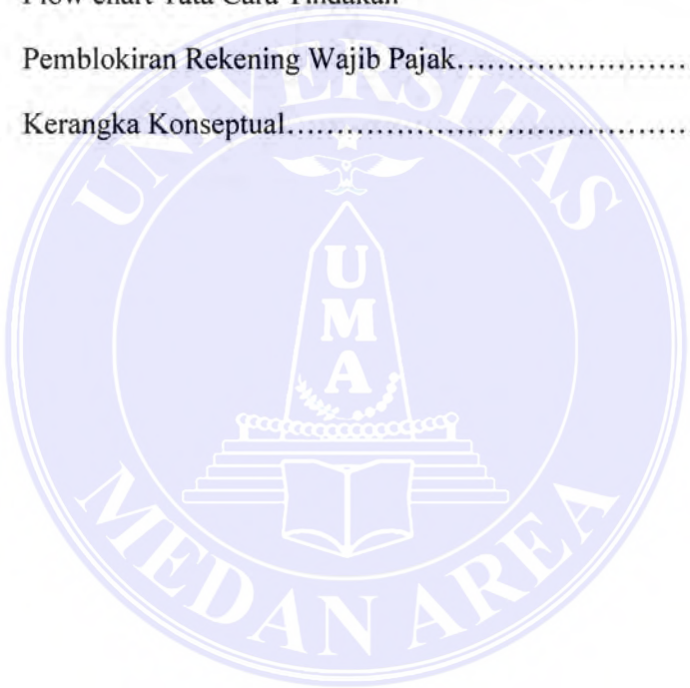 Flow chart Tata Cara Tindakan
Pemblokiran Rekening Wajib Pajak........................
Kerangka Konseptual........................................
UNIVERSITAS
UMA
MEDAN AREA